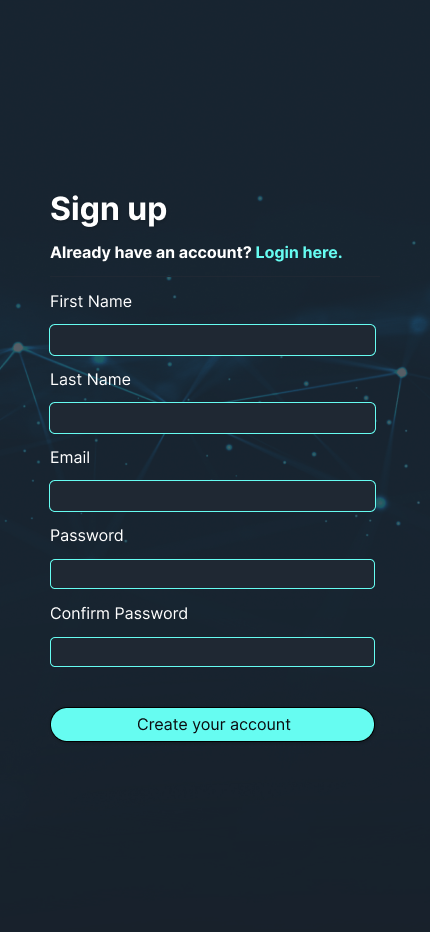 Sign up
Already have an account? Login here.
First Name
Last Name
Email
Password
Confirm Password
Create your account